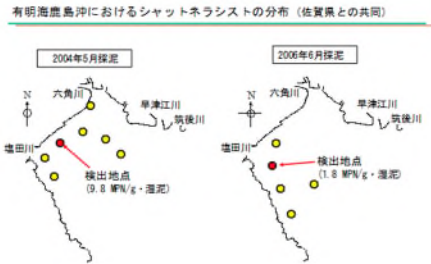 有明海鹿島沖におけるシャットネラシストの分布（佐賀県との共同）
2004年5月採泥
六角川
N
早津江川
筑後川
塩田川
検出地点
(9.8 MPN/g・湿泥)
2006年6月採泥
六角川
N
早津江川
筑後川
塩田川
検出地点
(1.8 MPN/g・湿泥)